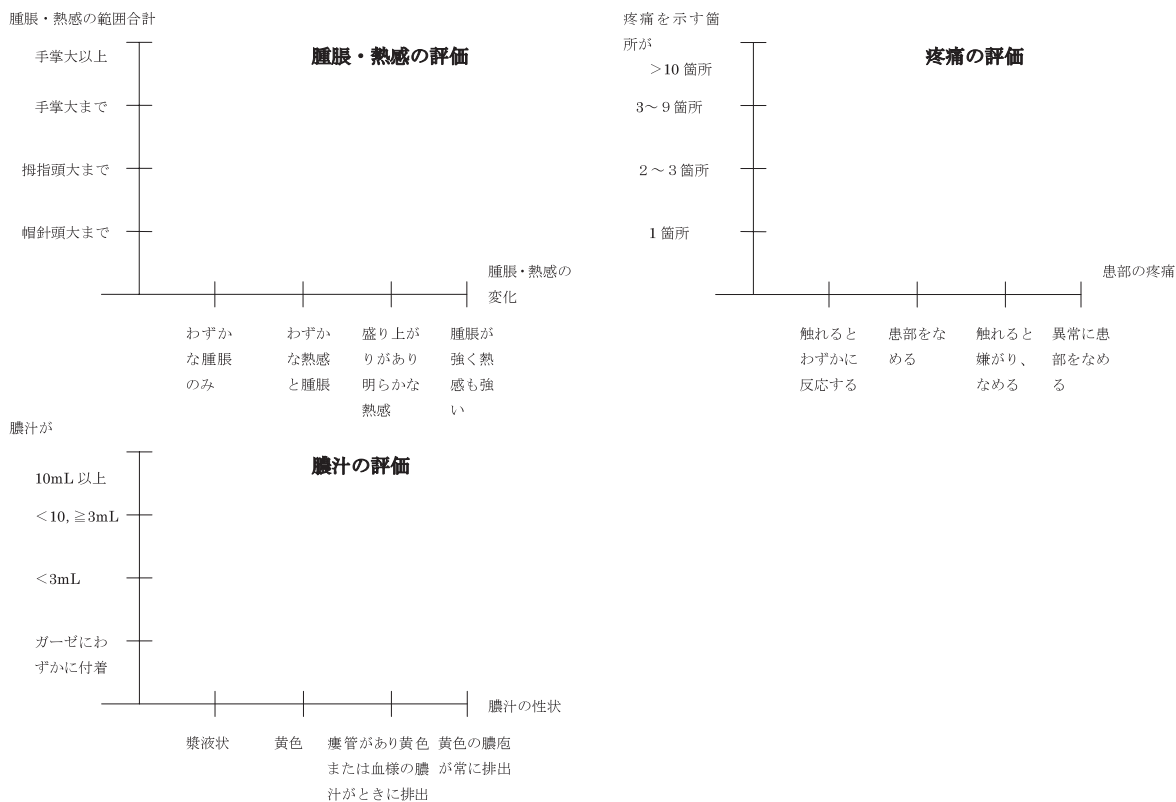 腫脹・熱感の範囲合計
腫脹・熱感の評価
手掌大以上
手掌大まで
拇指頭大まで
帽針頭大まで
腫脹・熱感の
変化
わずか
な腫脹
のみ
わずか
な熱感
と腫脹
盛り上が
りがあり
明らかな
熱感
腫脹が
強く熱
感も強
い
疼痛を示す箇
所が
疼痛の評価
>10 箇所
3～9 箇所
2～3 箇所
1 箇所
患部の疼痛
触れると
わずかに
反応する
患部をな
める
触れると
嫌がり、
なめる
異常に患
部をなめ
る
膿汁が
膿汁の評価
10mL 以上
＜10, ≧3mL
＜3mL
ガーゼにわ
ずかに付着
膿汁の性状
漿液状
黄色
瘻管があり黄色
または血様の膿
汁がときに排出
黄色の膿疱
が常に排出